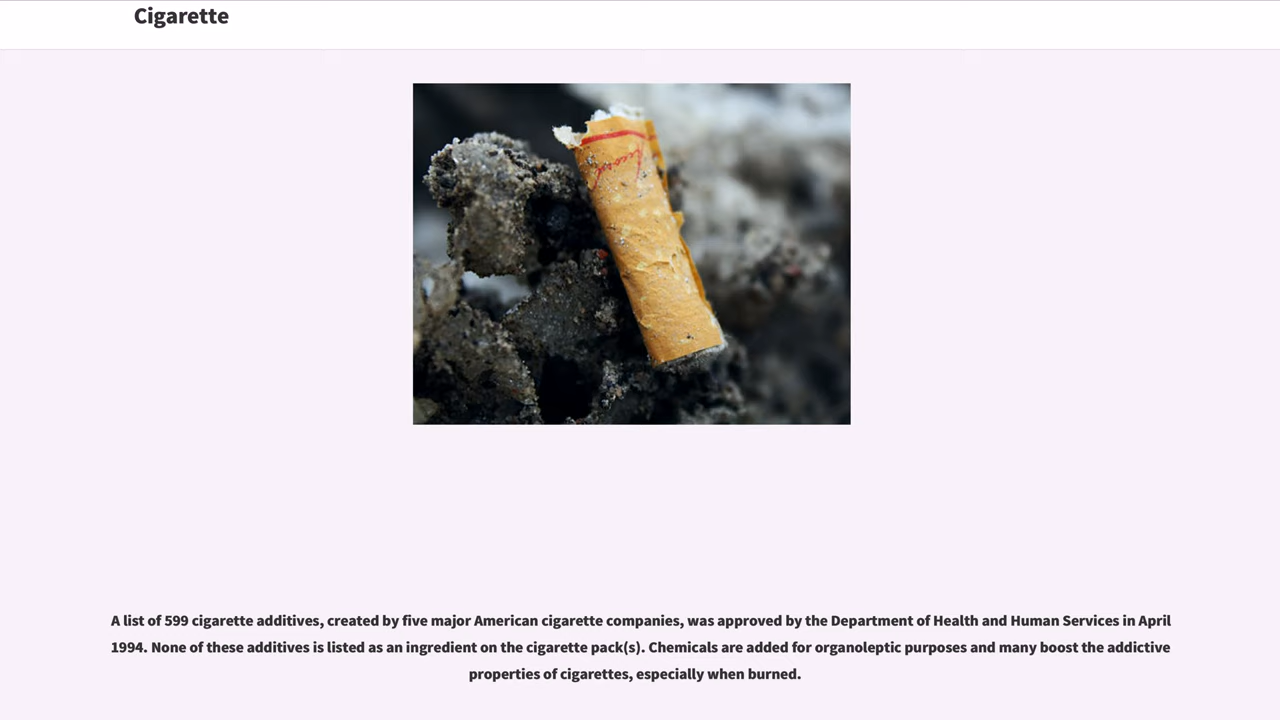 Cigarette
A list of 599 cigarette additives, created by five major American cigarette companies, was approved by the Department of Health and Human Services in April
1994. None of these additives is listed as an ingredient on the cigarette pack(s). Chemicals are added for organoleptic purposes and many boost the addictive
properties of cigarettes, especially when burned.